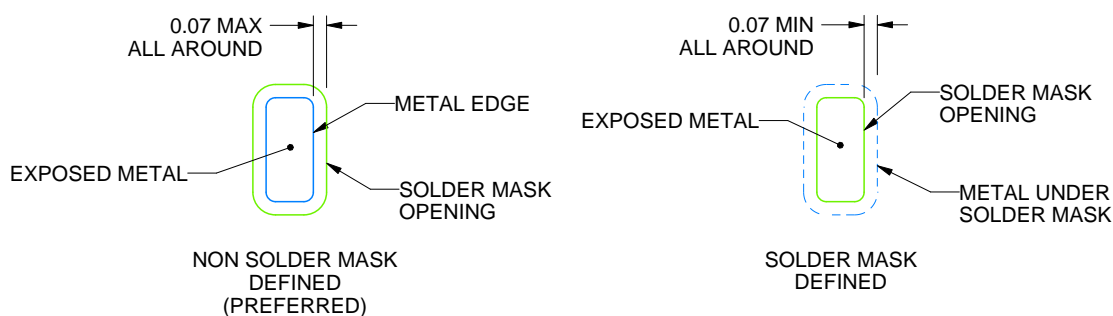 0.07 MAX
ALL AROUND
METAL EDGE
EXPOSED METAL
SOLDER MASK
OPENING
NON SOLDER MASK
DEFINED
(PREFERRED)
0.07 MIN
ALL AROUND
SOLDER MASK
OPENING
EXPOSED METAL
METAL UNDER
SOLDER MASK
SOLDER MASK
DEFINED